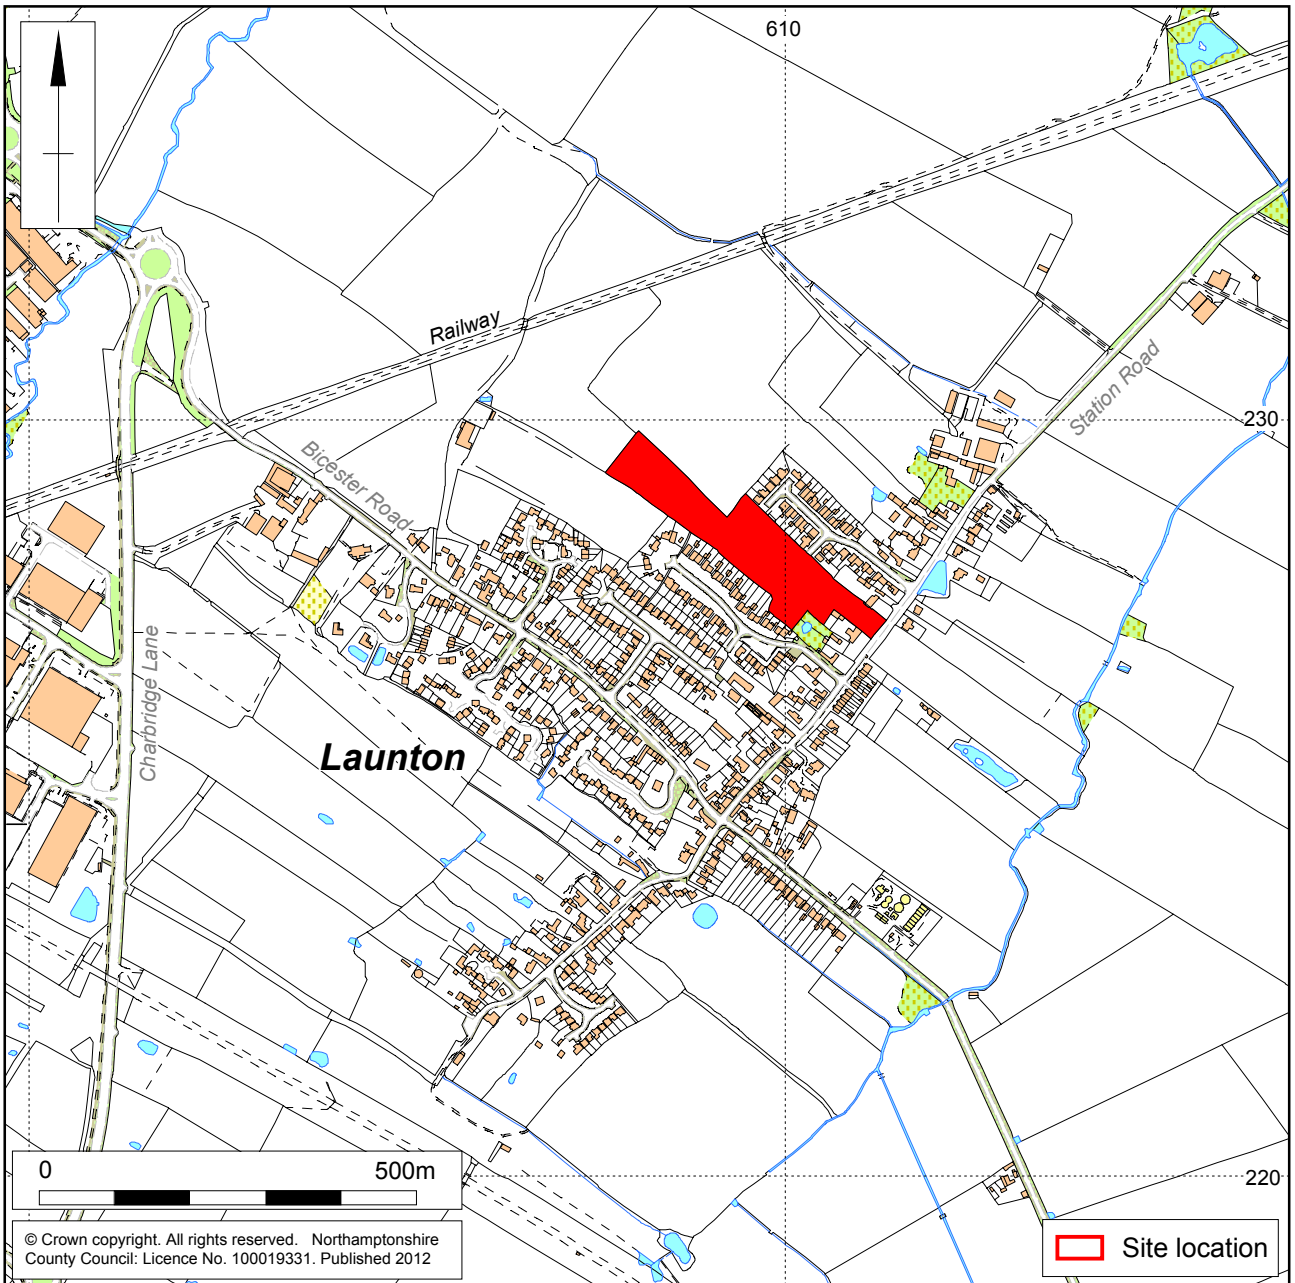 610
Railway
230
Station Road
Bicester Road
Charbridge Lane
Launton
0 500m
220
© Crown copyright. All rights reserved. Northamptonshire
County Council: Licence No. 100019331. Published 2012
Site location